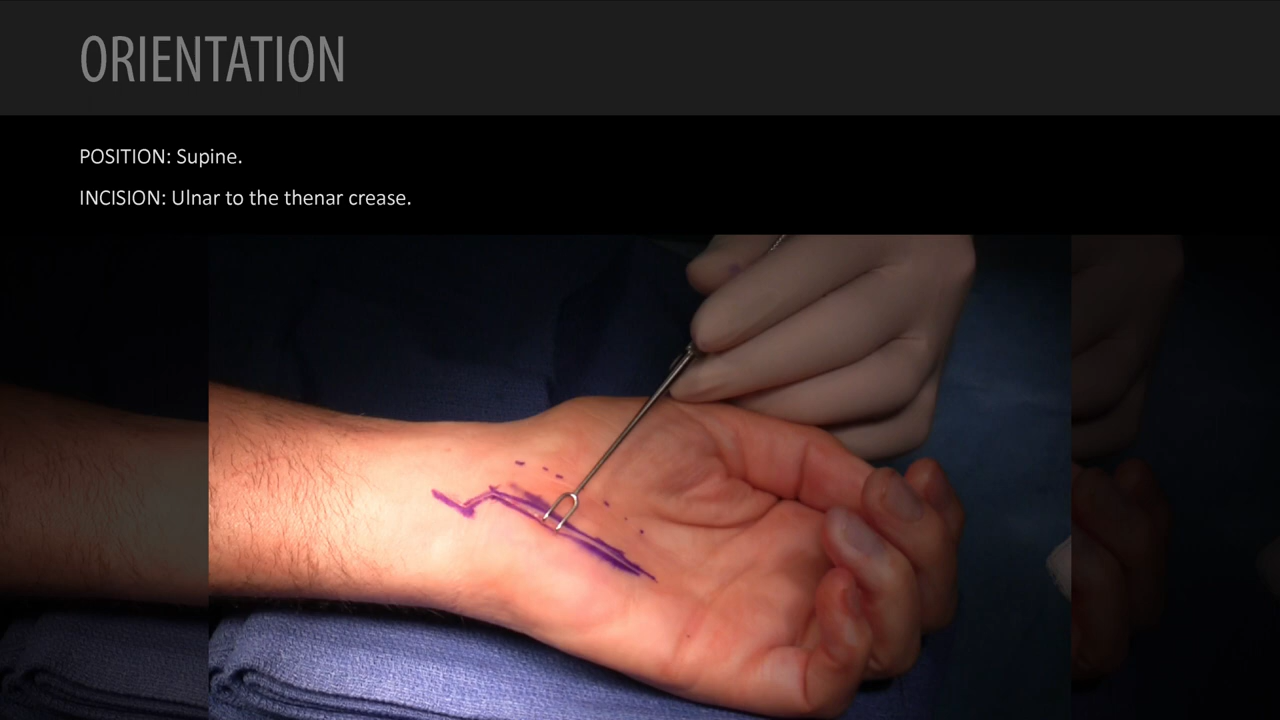 ORIENTATION
POSITION: Supine.
INCISION: Ulnar to the thenar crease.